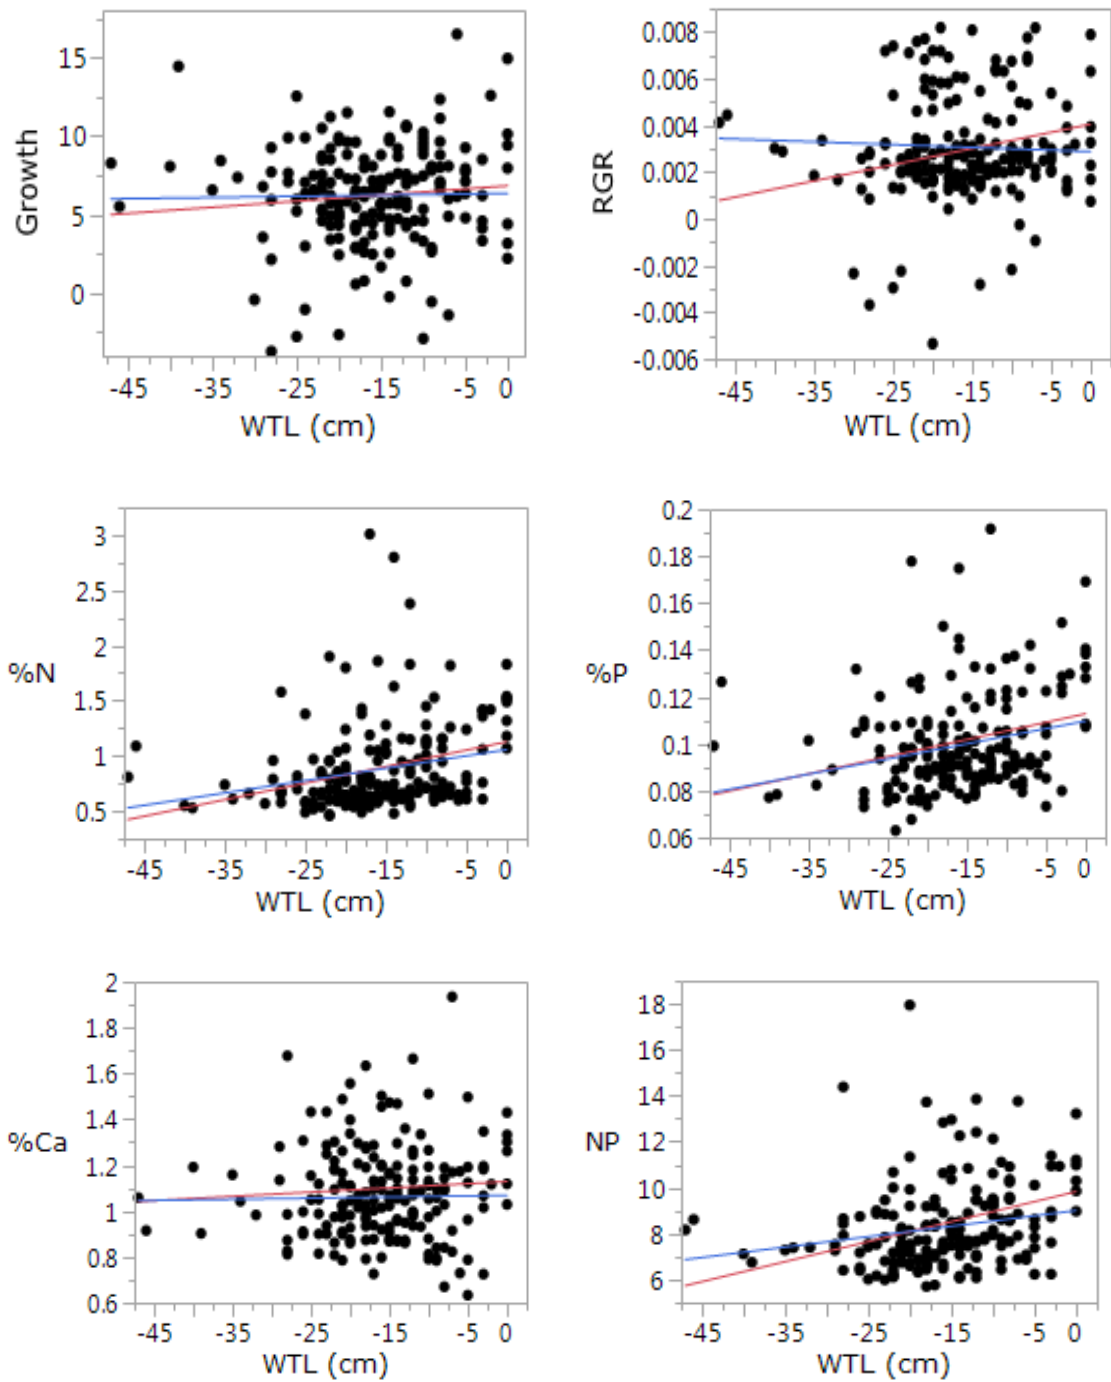 15
10
5
0
Growth
-45 -35 -25 -15 -5 0
WTL (cm)
0.008
0.006
0.004
0.002
0
-0.002
-0.004
-0.006
RGR
-45 -35 -25 -15 -5 0
WTL (cm)
3
2.5
2
1.5
1
0.5
%N
-45 -35 -25 -15 -5 0
WTL (cm)
0.2
0.18
0.16
0.14
0.12
0.1
0.08
0.06
%P
-45 -35 -25 -15 -5 0
WTL (cm)
2
1.8
1.6
1.4
1.2
1
0.8
0.6
%Ca
-45 -35 -25 -15 -5 0
WTL (cm)
18
16
14
12
10
8
6
NP
-45 -35 -25 -15 -5 0
WTL (cm)